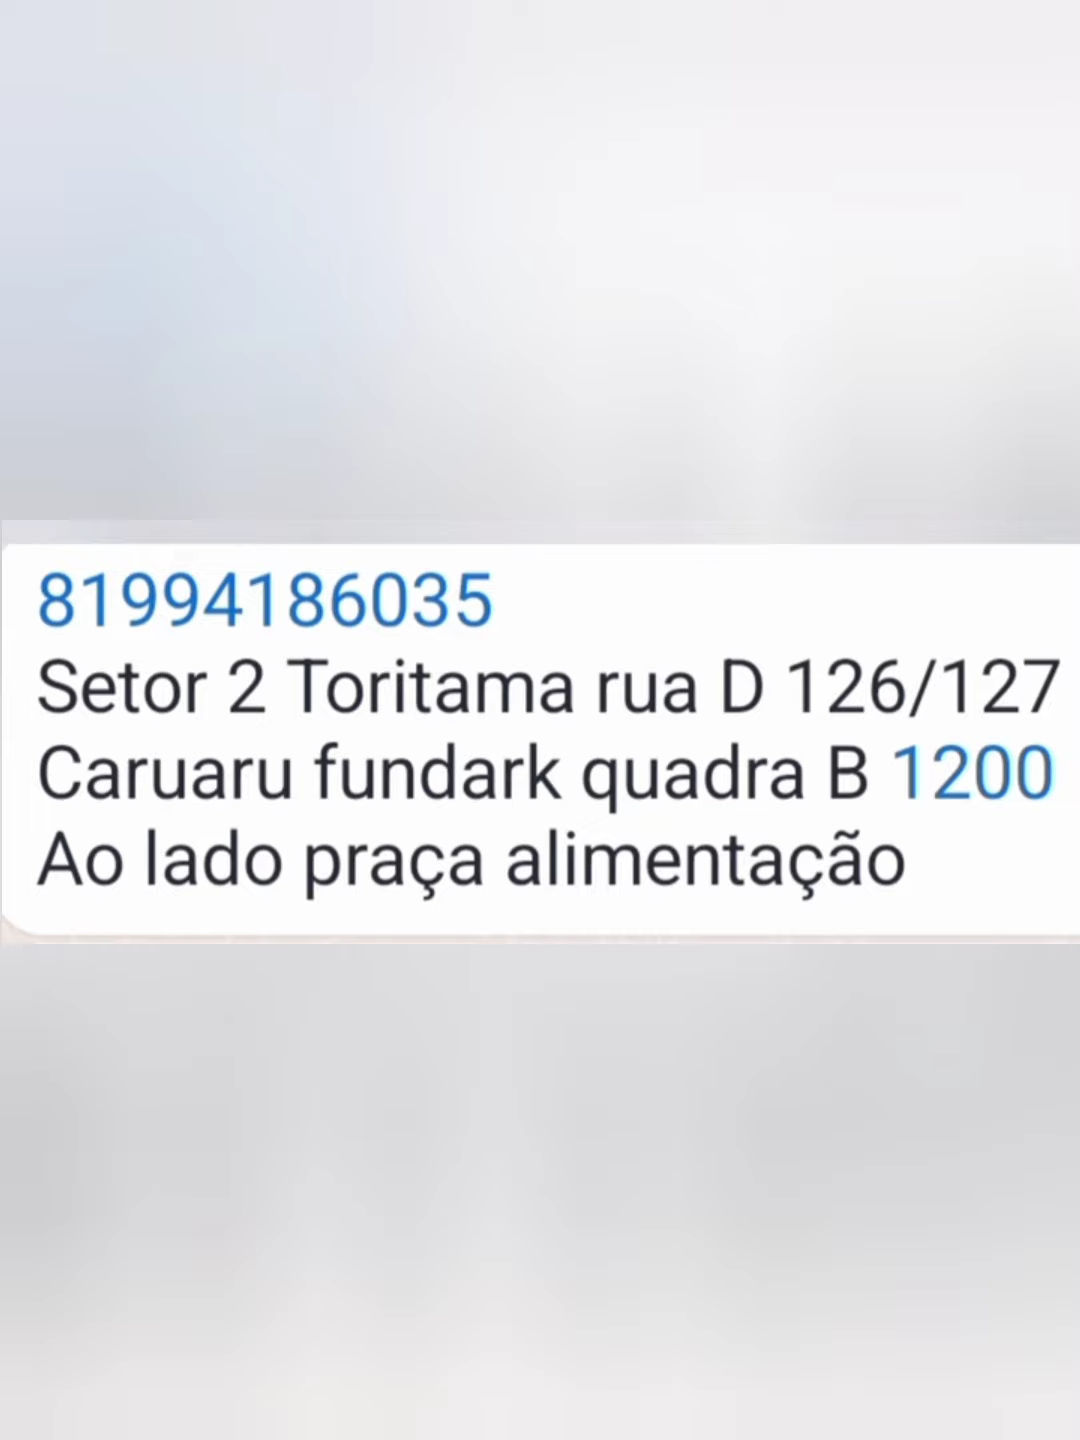 81994186035
Setor 2 Toritama rua D 126/127
Caruaru fundark quadra B 1200
Ao lado praça alimentação